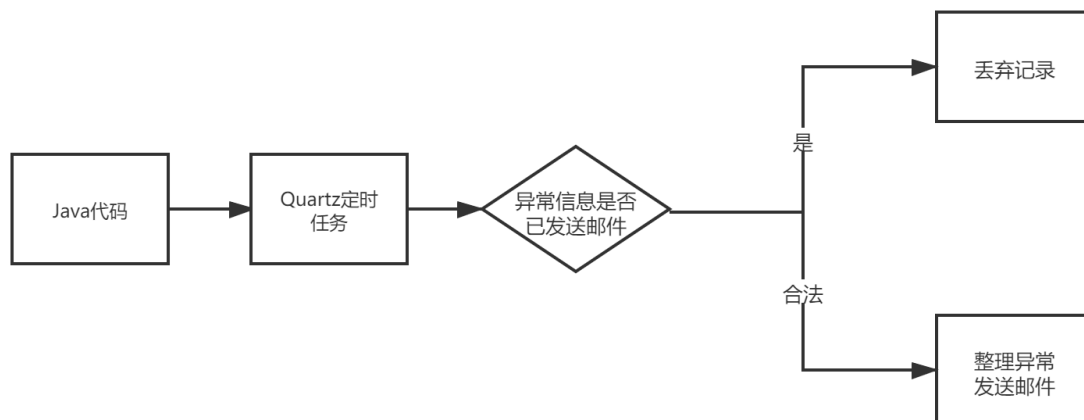 丢弃记录
是
Java代码
Quartz定时
任务
异常信息是否
已发送邮件
合法
整理异常
发送邮件